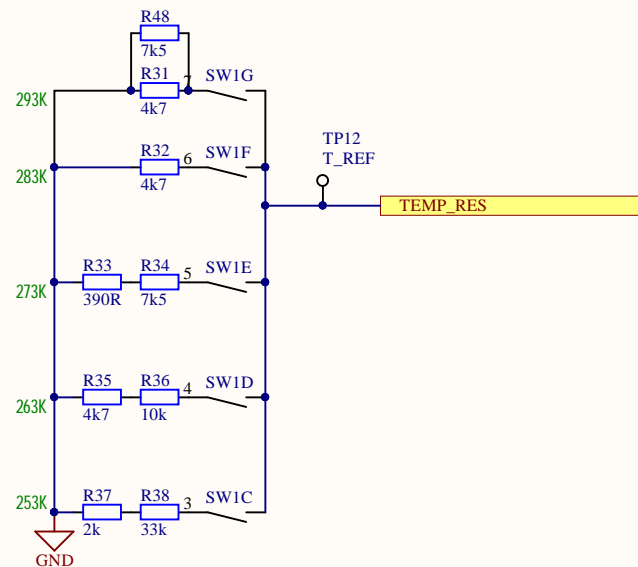 R48
7k5
R31
7
SW1G
293K
4k7
TP12
T_REF
R32
6
SW1F
283K
4k7
TEMP_RES
R33
R34
5
SW1E
273K
390R
7k5
R35
R36
4
SW1D
263K
4k7
10k
R37
R38
3
SW1C
253K
2k
33k
GND